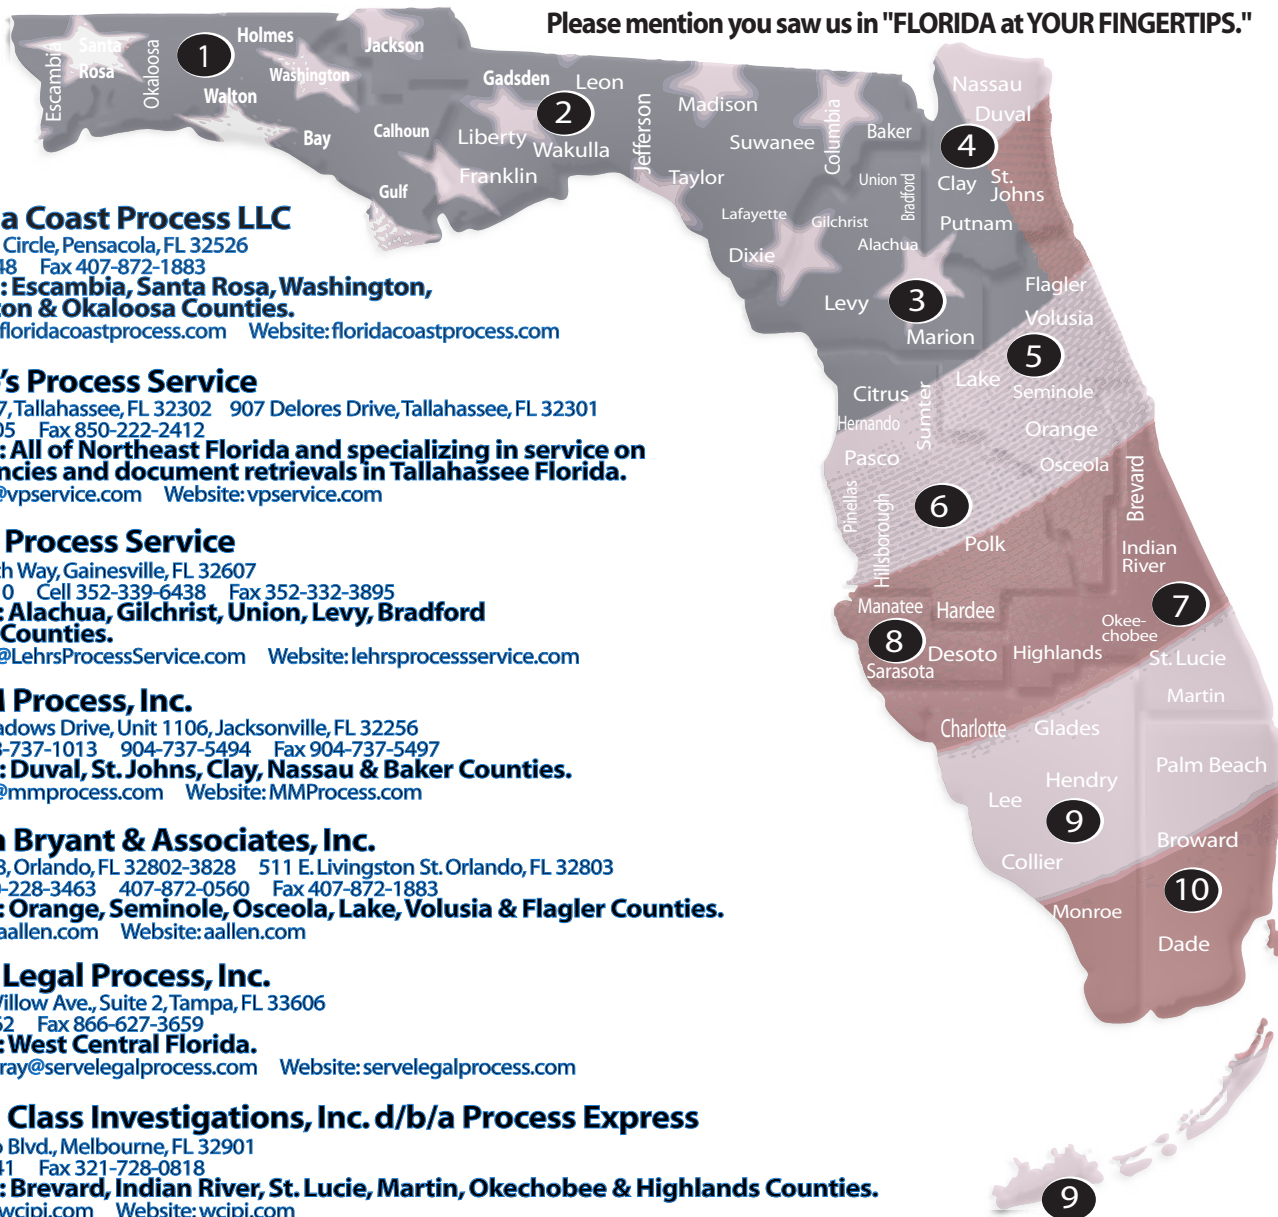 Please mention you saw us in "FLORIDA at YOUR FINGERTIPS."
Escambia
Santa
Rosa
Okaloosa
1
Holmes
Walton
Washington
Jackson
Bay
Calhoun
Gulf
Gadsden
Leon
2
Liberty
Wakulla
Franklin
Jefferson
Madison
Suwanee
Taylor
Lafayette
Dixie
Columbia
Baker
Union
Bradford
Gilchrist
Alachua
Levy
3
Marion
Nassau
Duval
4
Clay
St.
Johns
Putnam
Flagler
Volusia
5
Citrus
Hernando
Sumter
Lake
Seminole
Orange
Osceola
Brevard
Pasco
Pinellas
Hillsborough
6
Polk
Indian
River
7
Okee-
chobee
Manatee
Hardee
8
Sarasota
Desoto
Highlands
St. Lucie
Martin
Charlotte
Glades
Hendry
Palm Beach
Lee
9
Collier
Broward
10
Monroe
Dade
9
a Coast Process LLC
Circle, Pensacola, FL 32526
48 Fax 407-872-1883
: Escambia, Santa Rosa, Washington,
on & Okaloosa Counties.
floridacoastprocess.com Website: floridacoastprocess.com
's Process Service
7, Tallahassee, FL 32302 907 Delores Drive, Tallahassee, FL 32301
05 Fax 850-222-2412
: All of Northeast Florida and specializing in service on
ncies and document retrievals in Tallahassee Florida.
@vpservice.com Website: vpservice.com
Process Service
h Way, Gainesville, FL 32607
0 Cell 352-339-6438 Fax 352-332-3895
: Alachua, Gilchrist, Union, Levy, Bradford
Counties.
@LehrsProcessService.com Website: lehrsprocessservice.com
M Process, Inc.
adows Drive, Unit 1106, Jacksonville, FL 32256
-737-1013 904-737-5494 Fax 904-737-5497
: Duval, St. Johns, Clay, Nassau & Baker Counties.
@mmprocess.com Website: MMProcess.com
n Bryant & Associates, Inc.
8, Orlando, FL 32802-3828 511 E. Livingston St. Orlando, FL 32803
-228-3463 407-872-0560 Fax 407-872-1883
: Orange, Seminole, Osceola, Lake, Volusia & Flagler Counties.
aallen.com Website: aallen.com
Legal Process, Inc.
Willow Ave., Suite 2, Tampa, FL 33606
52 Fax 866-627-3659
: West Central Florida.
ray@servelegalprocess.com Website: servelegalprocess.com
Class Investigations, Inc. d/b/a Process Express
o Blvd., Melbourne, FL 32901
41 Fax 321-728-0818
: Brevard, Indian River, St. Lucie, Martin, Okechobee & Highlands Counties.
wcipi.com Website: wcipi.com